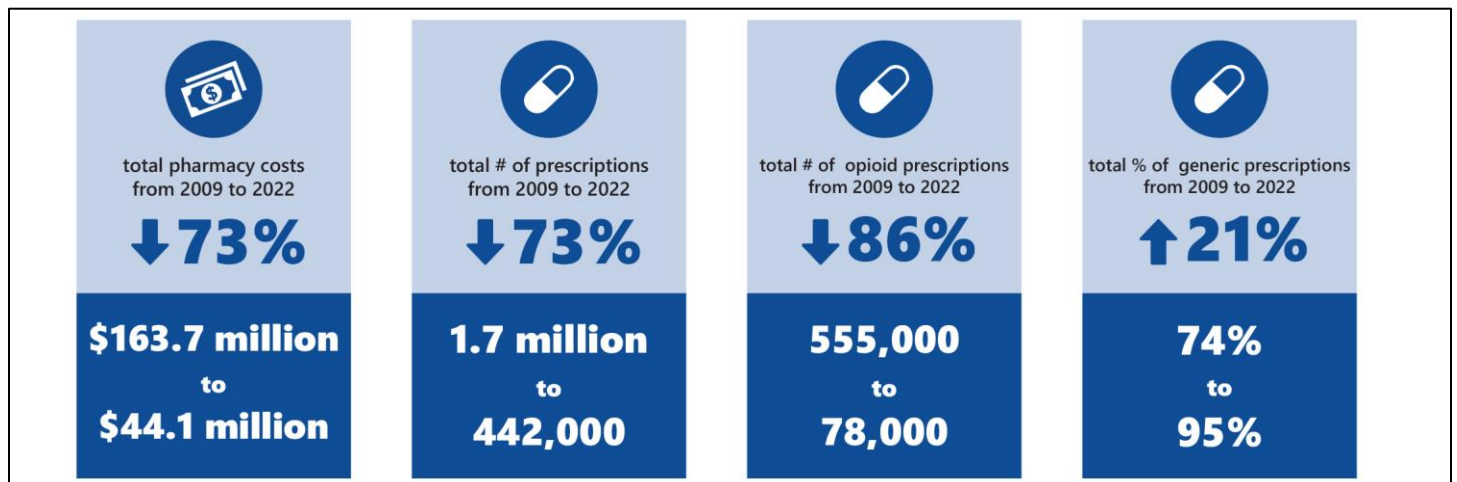 total pharmacy costs
from 2009 to 2022
↓73%
$163.7 million
to
$44.1 million
total # of prescriptions
from 2009 to 2022
↓73%
1.7 million
to
442,000
total # of opioid prescriptions
from 2009 to 2022
↓86%
555,000
to
78,000
total % of generic prescriptions
from 2009 to 2022
↑21%
74%
to
95%